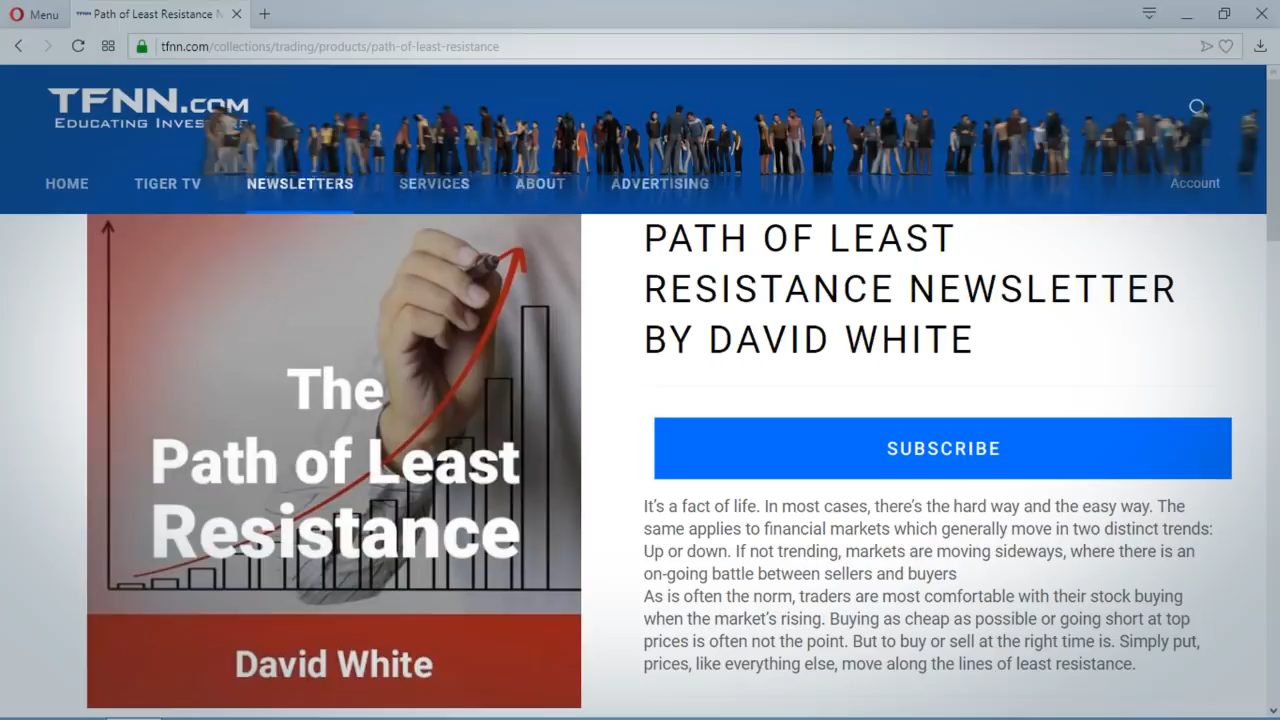 Menu
Path of Least Resistance N
tfnn.com/collections/trading/products/path-of-least-resistance
TFNN.COM
EDUCATING
HOME TIGER TV NEWSLETTERS SERVICES ABOUT ADVERTISING Account
The
Path of Least
Resistance
David White
PATH OF LEAST
RESISTANCE NEWSLETTER
BY DAVID WHITE
SUBSCRIBE
It’s a fact of life. In most cases, there’s the hard way and the easy way. The
same applies to financial markets which generally move in two distinct trends:
Up or down. If not trending, markets are moving sideways, where there is an
on-going battle between sellers and buyers
As is often the norm, traders are most comfortable with their stock buying
when the market’s rising. Buying as cheap as possible or going short at top
prices is often not the point. But to buy or sell at the right time is. Simply put,
prices, like everything else, move along the lines of least resistance.